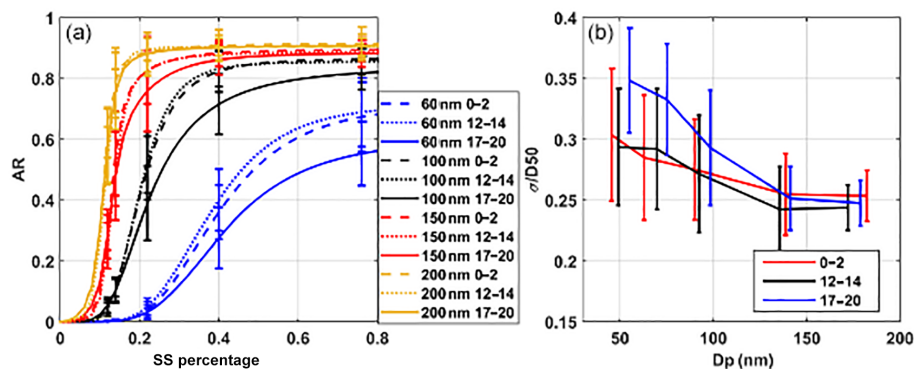 (a)
AR
1
0.8
0.6
0.4
0.2
0
0 0.2 0.4 0.6 0.8
SS percentage
60 nm 0–2
60 nm 12–14
60 nm 17–20
100 nm 0–2
100 nm 12–14
100 nm 17–20
150 nm 0–2
150 nm 12–14
150 nm 17–20
200 nm 0–2
200 nm 12–14
200 nm 17–20
(b)
σ/D50
0.4
0.35
0.3
0.25
0.2
0.15
50 100 150 200
Dp (nm)
0–2
12–14
17–20